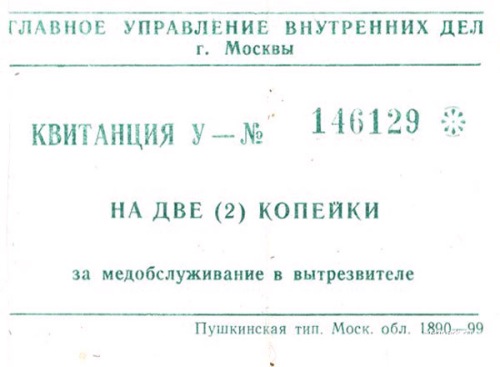 ГЛАВНОЕ УПРАВЛЕНИЕ ВНУТРЕННИХ ДЕЛ
г. Москвы
КВИТАНЦИЯ У — № 146129
НА ДВЕ (2) КОПЕЙКИ
за медобслуживание в вытрезвителе
Пушкинская тип. Моск. обл. 1890—99